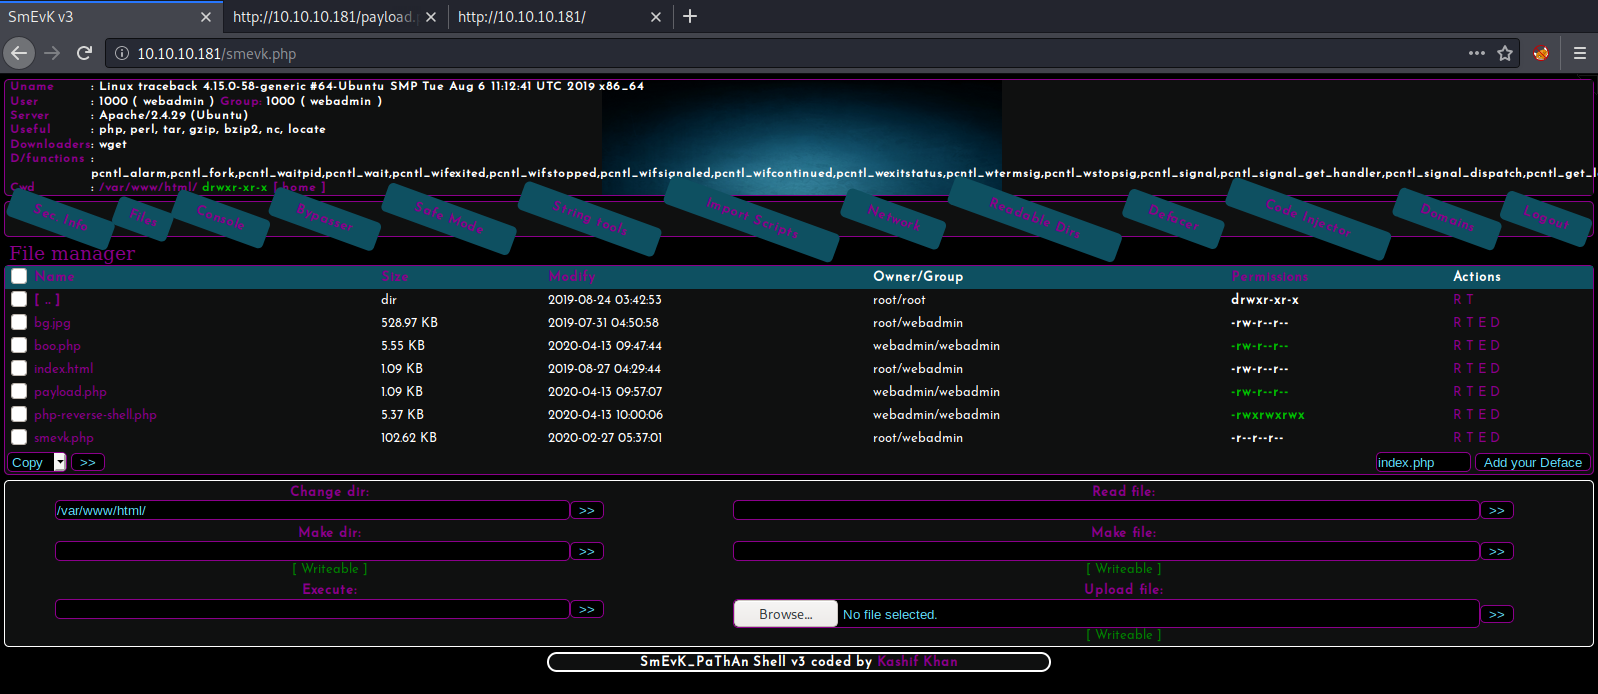 SmEvK v3
http://10.10.10.181/payload.p
http://10.10.10.181/
10.10.10.181/smevk.php
Uname : Linux traceback 4.15.0-58-generic #64-Ubuntu SMP Tue Aug 6 11:12:41 UTC 2019 x86_64
User : 1000 ( webadmin ) Group: 1000 ( webadmin )
Server : Apache/2.4.29 (Ubuntu)
Useful : php, perl, tar, gzip, bzip2, nc, locate
Downloaders : wget
D/functions :
pcntl_alarm,pcntl_fork,pcntl_waitpid,pcntl_wait,pcntl_wifexited,pcntl_wifstopped,pcntl_wifsignaled,pcntl_wifcontinued,pcntl_wexitstatus,pcntl_wtermsig,pcntl_wstopsig,pcntl_signal,pcntl_signal_get_handler,pcntl_signal_dispatch,pcntl_get_l
Cwd : /var/www/html/ drwxr-xr-x [ home ]
Sec. Info Files Console Bypasser Safe Mode String tools Import Scripts Network Readable Dirs Defacer Code Injector Domains Logout
File manager
Name Size Modify Owner/Group Permissions Actions
[ .. ] dir 2019-08-24 03:42:53 root/root drwxr-xr-x R T
bg.jpg 528.97 KB 2019-07-31 04:50:58 root/webadmin -rw-r--r-- R T E D
boo.php 5.55 KB 2020-04-13 09:47:44 webadmin/webadmin -rw-r--r-- R T E D
index.html 1.09 KB 2019-08-27 04:29:44 root/webadmin -rw-r--r-- R T E D
payload.php 1.09 KB 2020-04-13 09:57:07 webadmin/webadmin -rw-r--r-- R T E D
php-reverse-shell.php 5.37 KB 2020-04-13 10:00:06 webadmin/webadmin -rwxrwxrwx R T E D
smevk.php 102.62 KB 2020-02-27 05:37:01 root/webadmin -r--r--r-- R T E D
Copy >> index.php Add your Deface
Change dir: Read file:
/var/www/html/ >> >>
Make dir: Make file:
>> >>
[ Writeable ] [ Writeable ]
Execute: Upload file:
>> Browse... No file selected. >>
[ Writeable ]
SmEvK_PaThAn Shell v3 coded by Kashif Khan